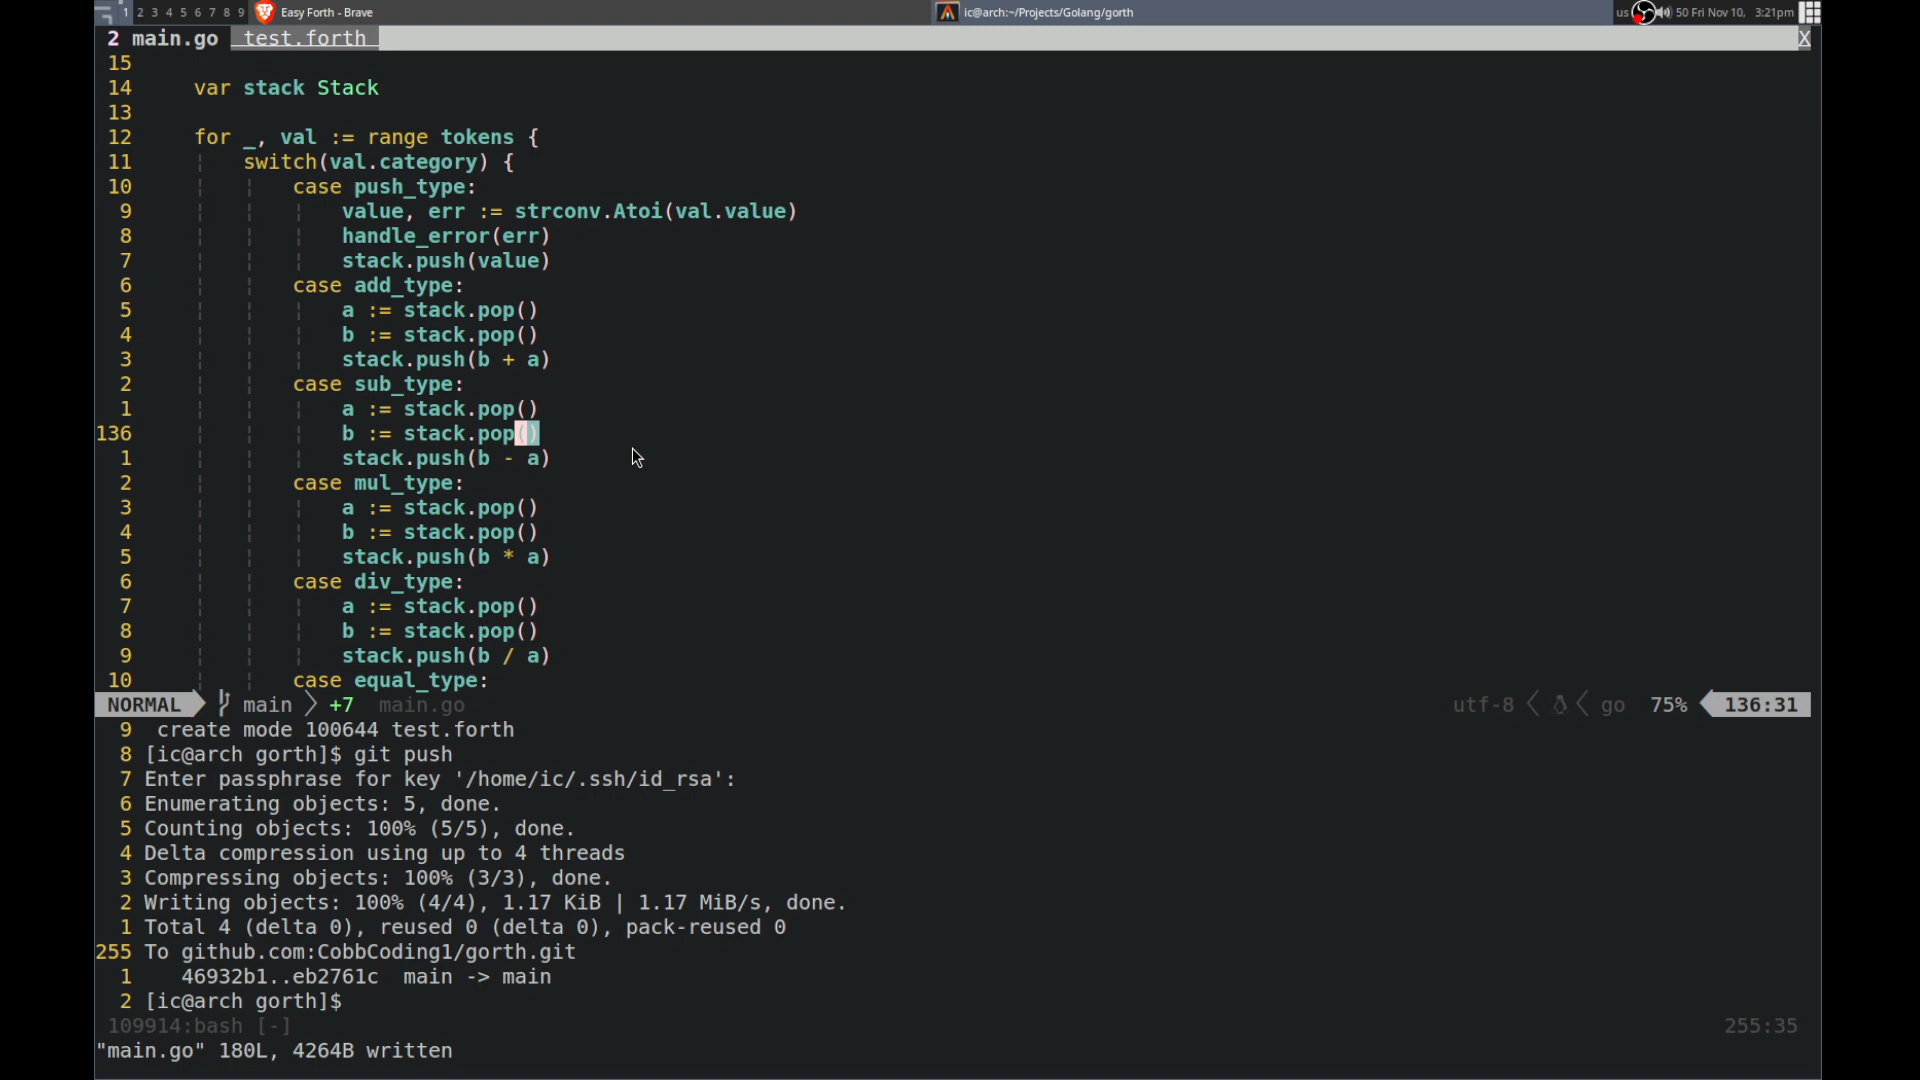 1 2 3 4 5 6 7 8 9 Easy Forth - Brave ic@arch:~/Projects/Golang/gorth us 50 Fri Nov 10, 3:21pm
2 main.go test.forth X
15
14 var stack Stack
13
12 for _, val := range tokens {
11 switch(val.category) {
10 case push_type:
9 value, err := strconv.Atoi(val.value)
8 handle_error(err)
7 stack.push(value)
6 case add_type:
5 a := stack.pop()
4 b := stack.pop()
3 stack.push(b + a)
2 case sub_type:
1 a := stack.pop()
136 b := stack.pop()
1 stack.push(b - a)
2 case mul_type:
3 a := stack.pop()
4 b := stack.pop()
5 stack.push(b * a)
6 case div_type:
7 a := stack.pop()
8 b := stack.pop()
9 stack.push(b / a)
10 case equal_type:
NORMAL main +7 main.go utf-8 go 75% 136:31
9 create mode 100644 test.forth
8 [ic@arch gorth]$ git push
7 Enter passphrase for key '/home/ic/.ssh/id_rsa':
6 Enumerating objects: 5, done.
5 Counting objects: 100% (5/5), done.
4 Delta compression using up to 4 threads
3 Compressing objects: 100% (3/3), done.
2 Writing objects: 100% (4/4), 1.17 KiB | 1.17 MiB/s, done.
1 Total 4 (delta 0), reused 0 (delta 0), pack-reused 0
255 To github.com:CobbCoding1/gorth.git
1 46932b1..eb2761c main -> main
2 [ic@arch gorth]$
109914:bash [-] 255:35
"main.go" 180L, 4264B written